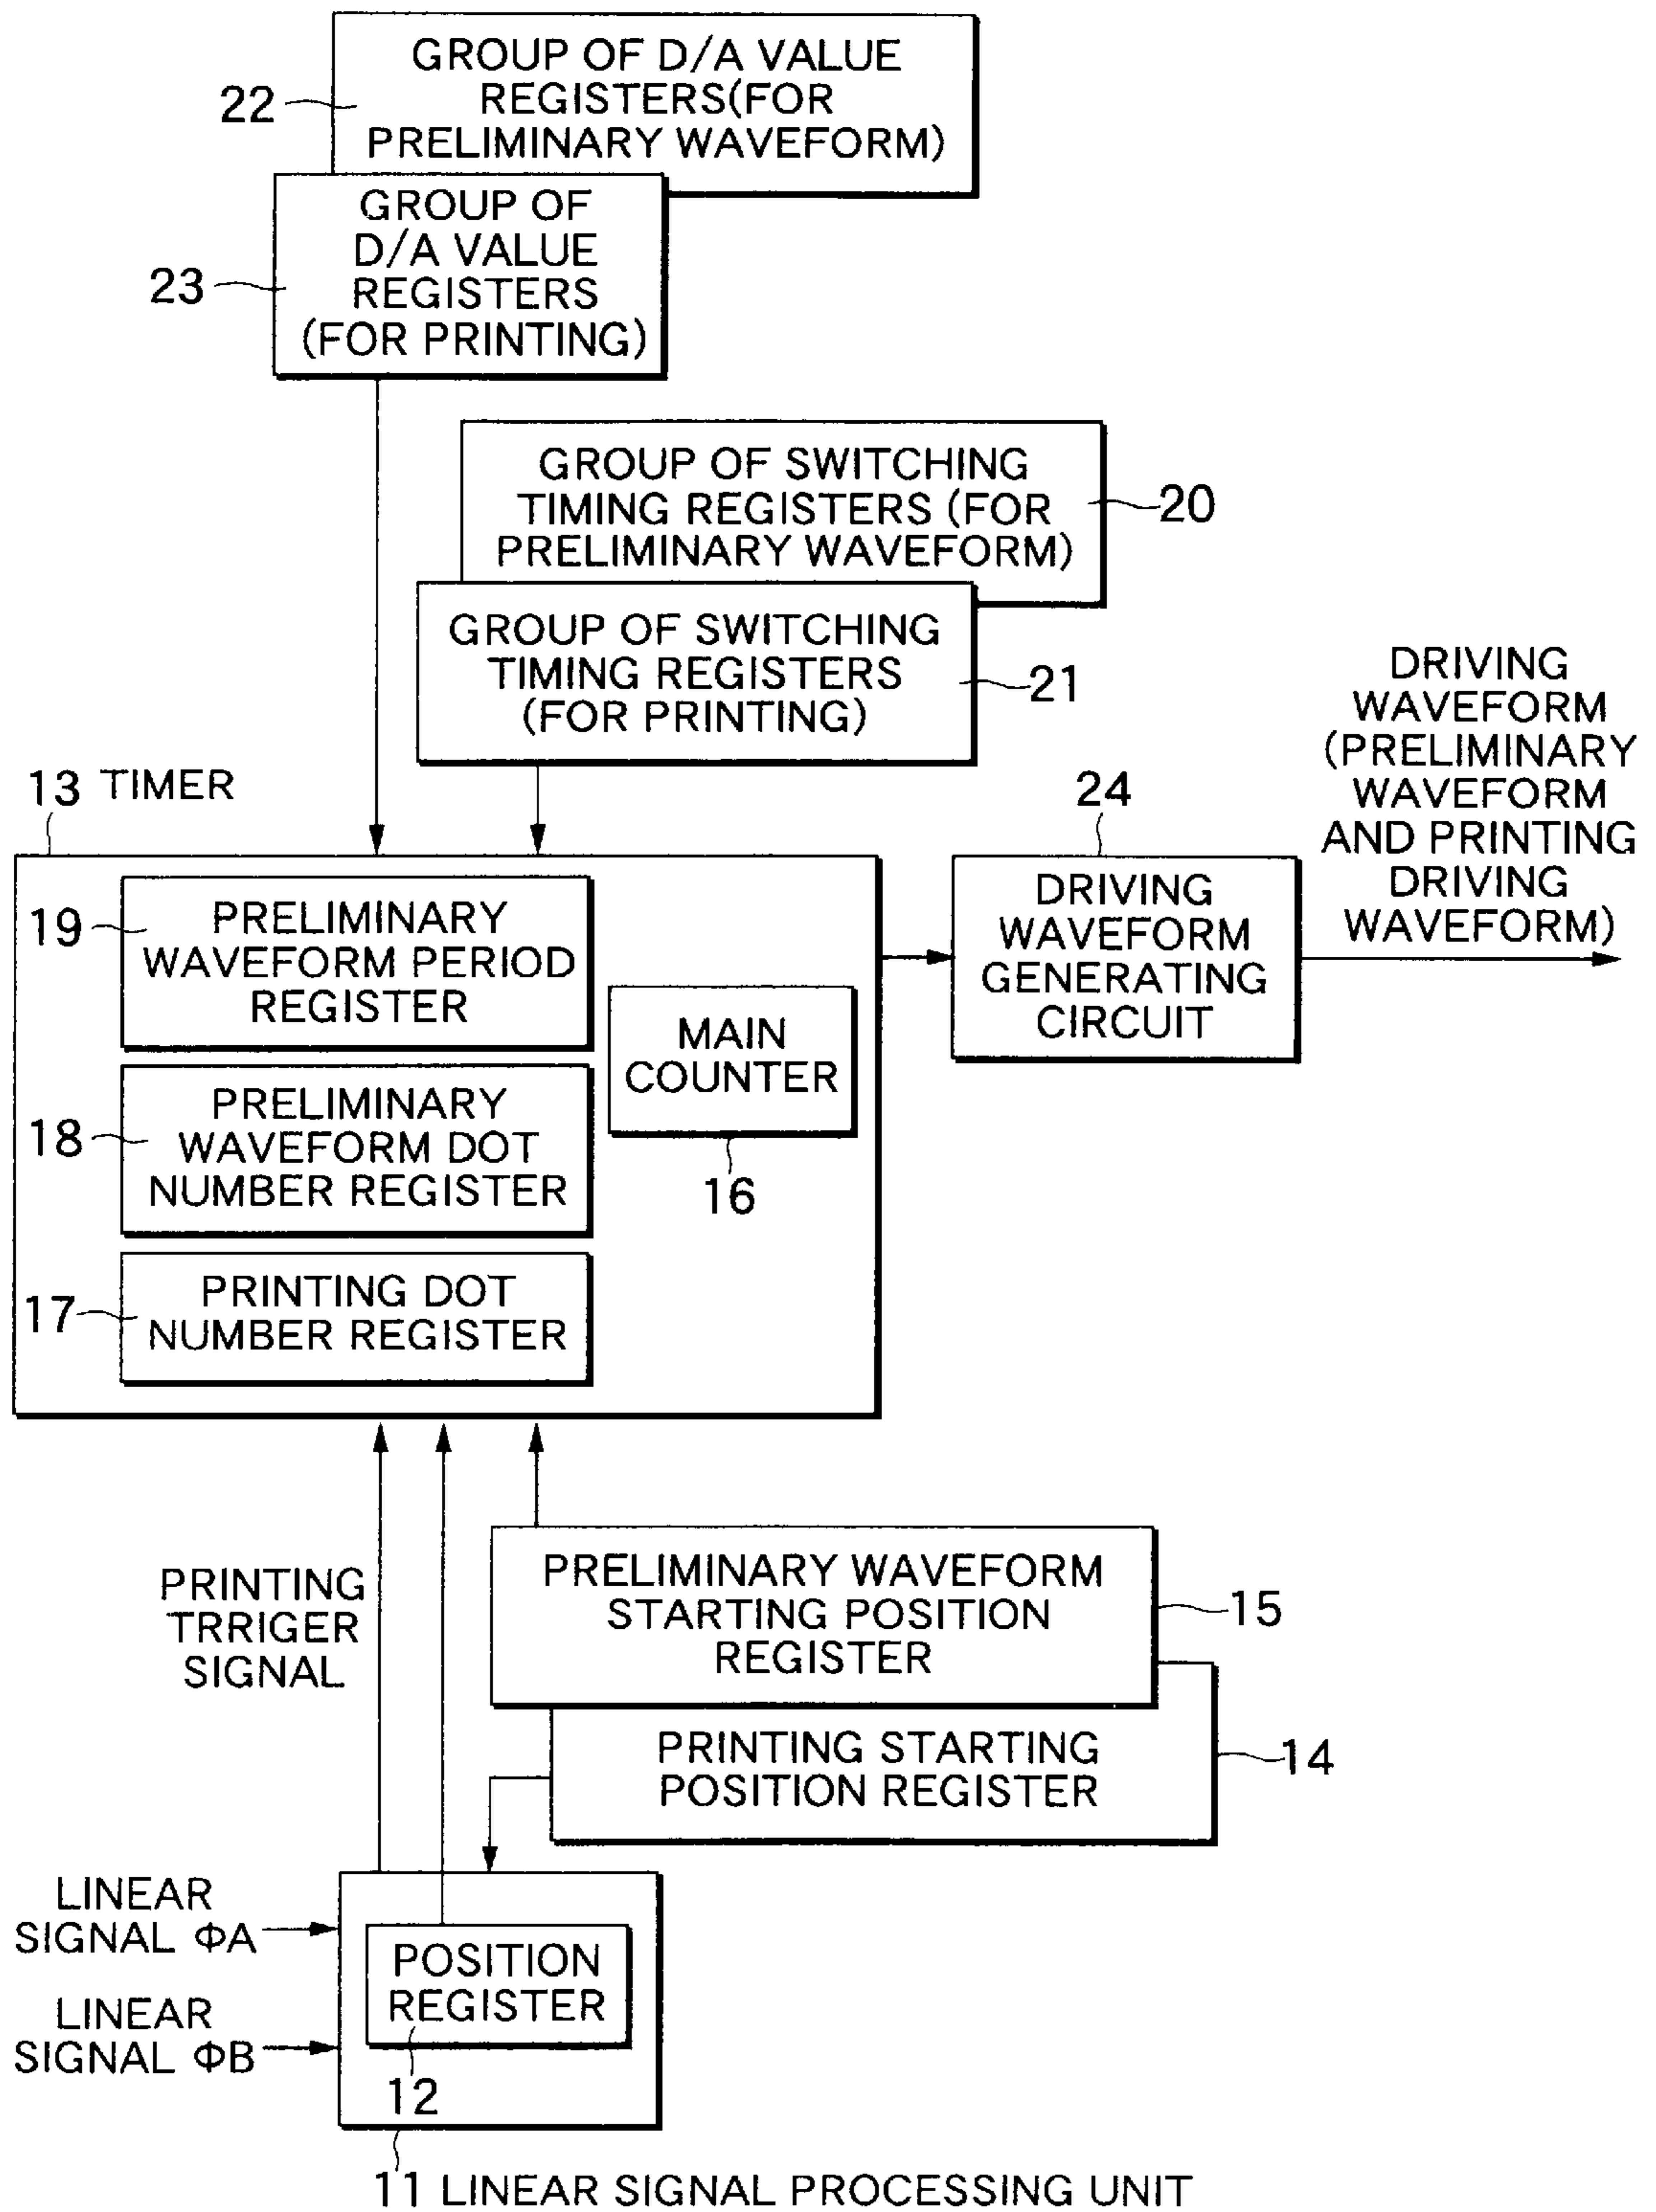 GROUP OF D/A VALUE
REGISTERS(FOR
PRELIMINARY WAVEFORM)
22
GROUP OF
D/A VALUE
REGISTERS
(FOR PRINTING)
23
GROUP OF SWITCHING
TIMING REGISTERS (FOR
PRELIMINARY WAVEFORM)
20
GROUP OF SWITCHING
TIMING REGISTERS
(FOR PRINTING)
21
13 TIMER
19
PRELIMINARY
WAVEFORM PERIOD
REGISTER
18
PRELIMINARY
WAVEFORM DOT
NUMBER REGISTER
17
PRINTING DOT
NUMBER REGISTER
MAIN
COUNTER
16
24
DRIVING
WAVEFORM
GENERATING
CIRCUIT
DRIVING
WAVEFORM
(PRELIMINARY
WAVEFORM
AND PRINTING
DRIVING
WAVEFORM)
PRINTING
TRRIGER
SIGNAL
PRELIMINARY WAVEFORM
STARTING POSITION
REGISTER
15
PRINTING STARTING
POSITION REGISTER
14
LINEAR
SIGNAL ΦA
LINEAR
SIGNAL ΦB
POSITION
REGISTER
12
11 LINEAR SIGNAL PROCESSING UNIT